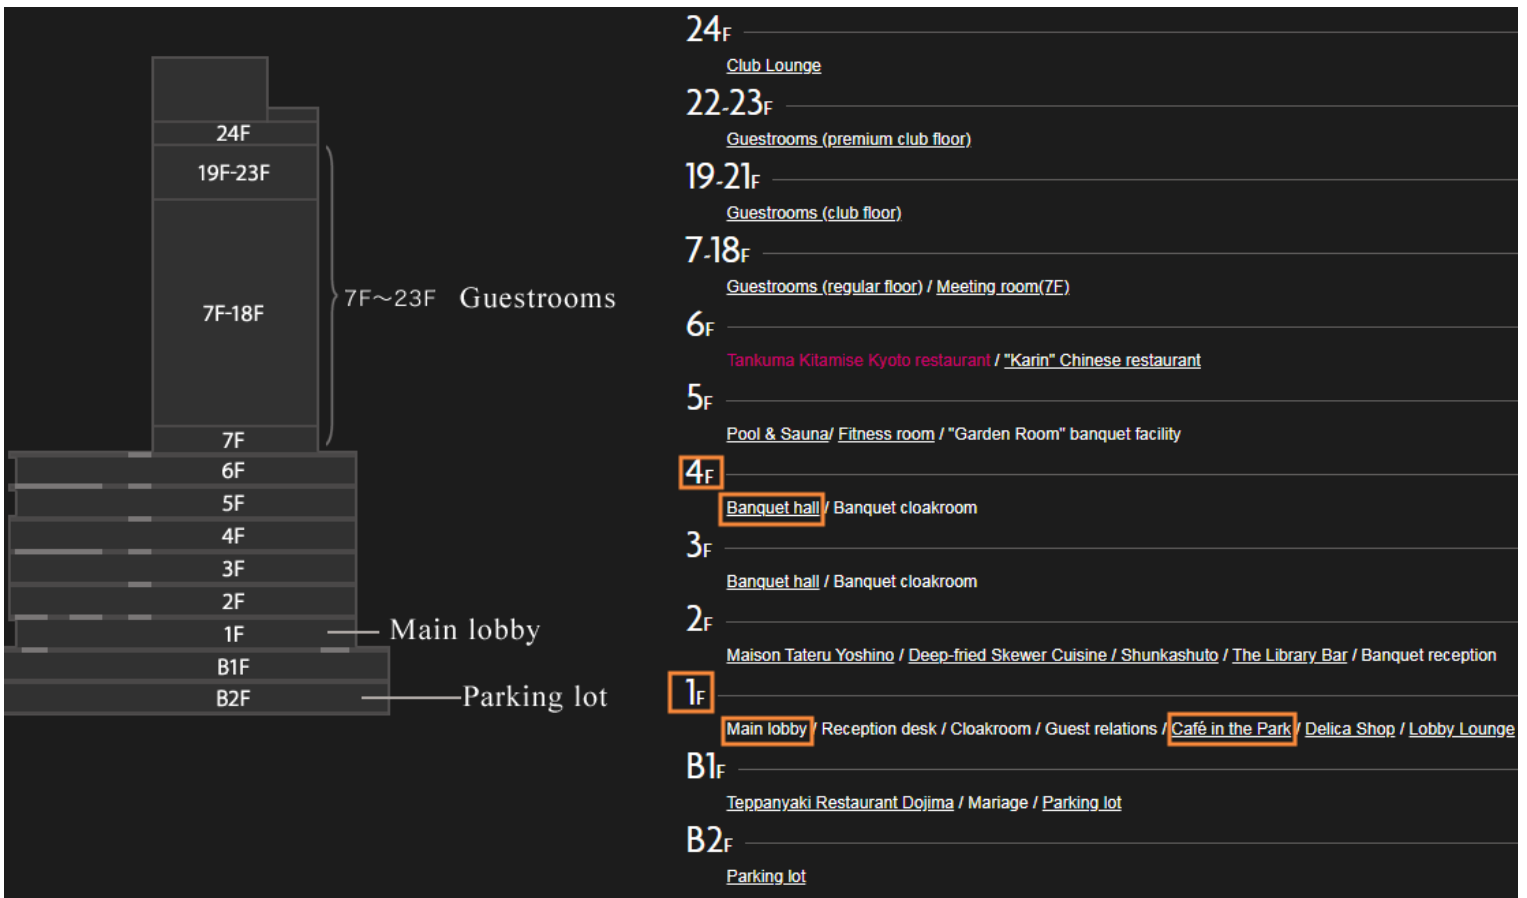 24F
19F-23F
7F-18F
7F
7F～23F Guestrooms
6F
5F
4F
3F
2F
1F
Main lobby
B1F
B2F
Parking lot
24F
Club Lounge
22-23F
Guestrooms (premium club floor)
19-21F
Guestrooms (club floor)
7-18F
Guestrooms (regular floor) / Meeting room(7F)
6F
Tankuma Kitamise Kyoto restaurant / "Karin" Chinese restaurant
5F
Pool & Sauna/ Fitness room / "Garden Room" banquet facility
4F
Banquet hall / Banquet cloakroom
3F
Banquet hall / Banquet cloakroom
2F
Maison Tateru Yoshino / Deep-fried Skewer Cuisine / Shunkashuto / The Library Bar / Banquet reception
1F
Main lobby / Reception desk / Cloakroom / Guest relations / Café in the Park / Delica Shop / Lobby Lounge
B1F
Teppanyaki Restaurant Dojima / Mariage / Parking lot
B2F
Parking lot